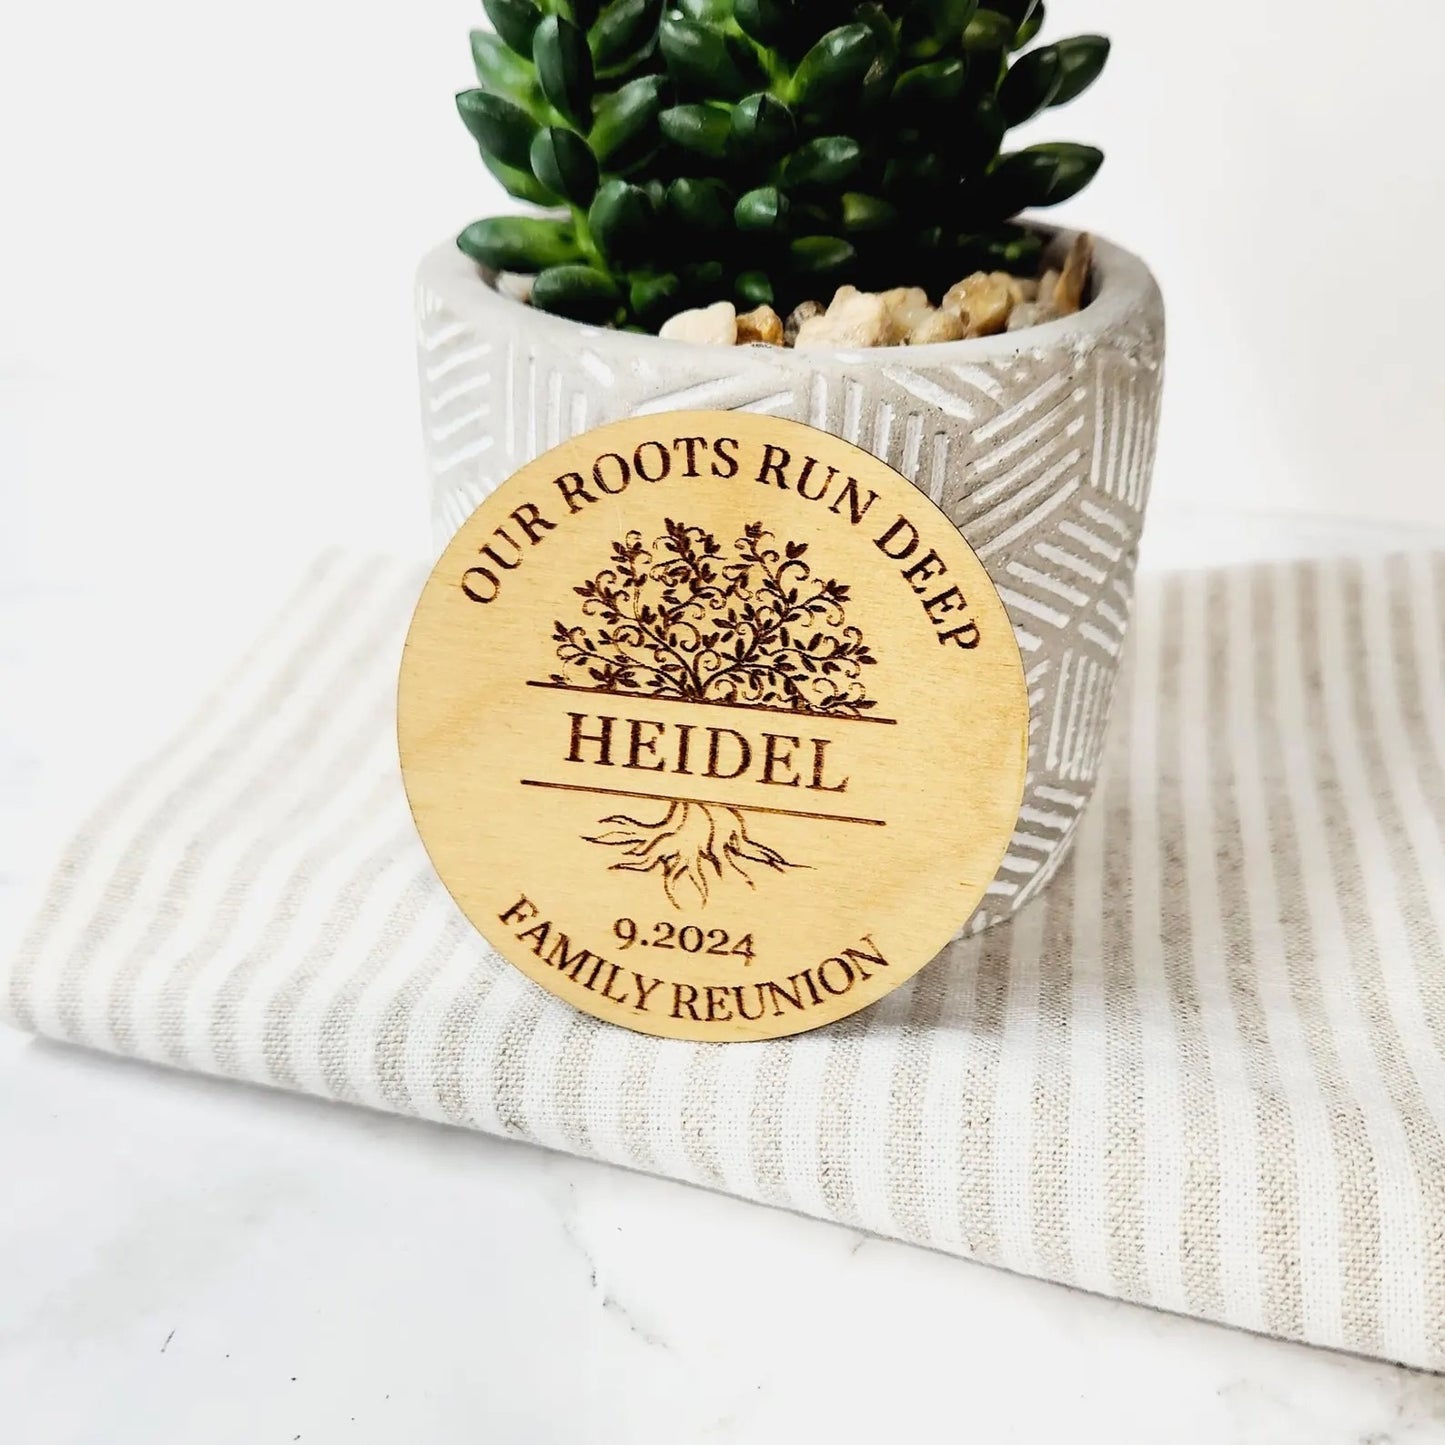 OUR ROOTS RUN DEEP
HEIDEL
9.2024
FAMILY REUNION